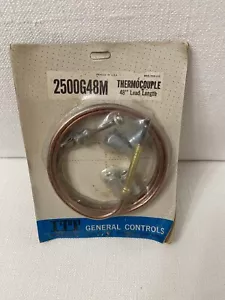 2500G48M
THERMOCOUPLE
48" Lead Length
ITT
GENERAL CONTROLS